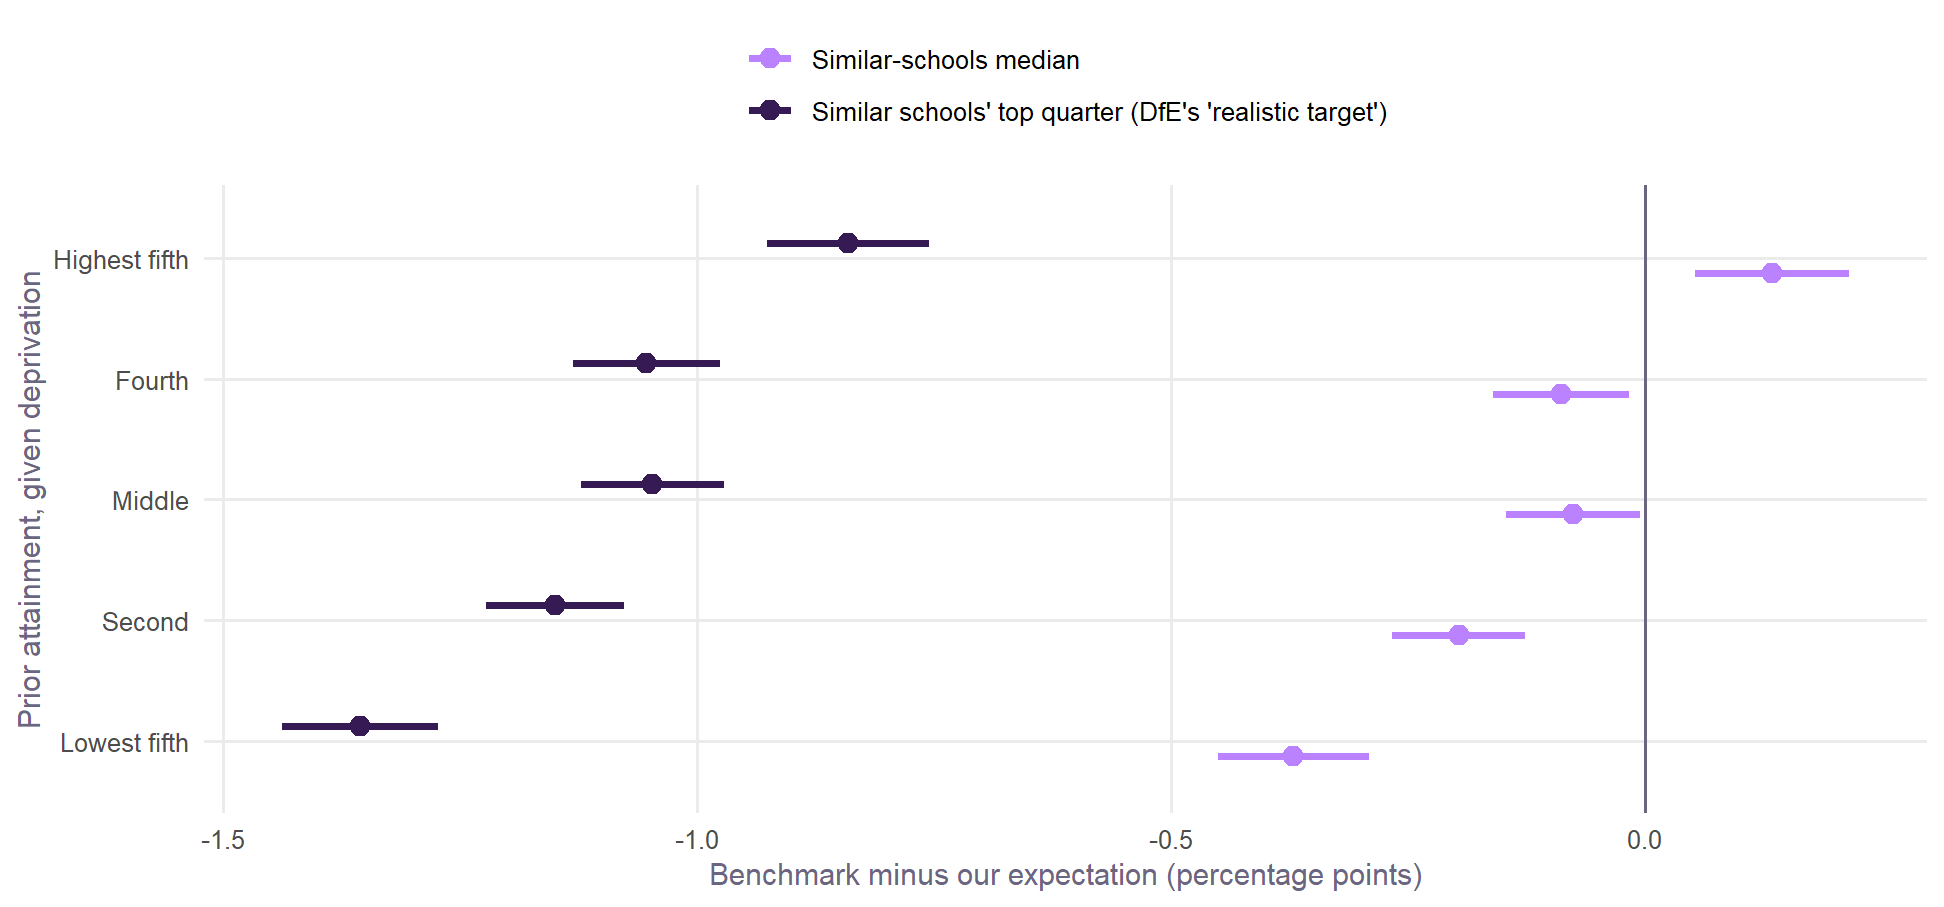 Similar-schools median
Similar schools' top quarter (DfE's 'realistic target')
Prior attainment, given deprivation
Highest fifth
Fourth
Middle
Second
Lowest fifth
-1.5
-1.0
-0.5
0.0
Benchmark minus our expectation (percentage points)